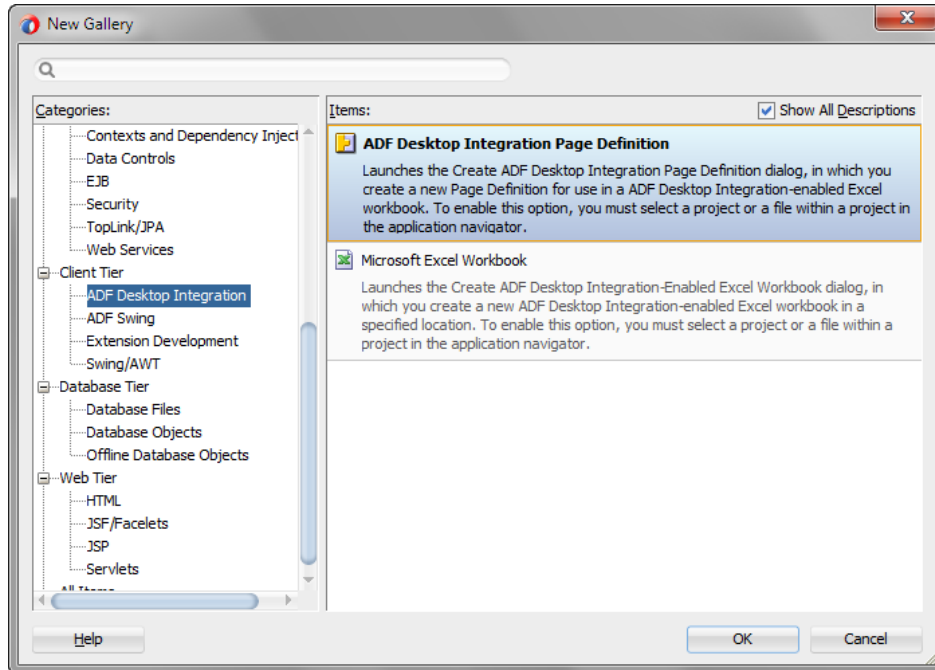 New Gallery
Categories:
Contexts and Dependency Inject
Data Controls
EJB
Security
TopLink/JPA
Web Services
Client Tier
ADF Desktop Integration
ADF Swing
Extension Development
Swing/AWT
Database Tier
Database Files
Database Objects
Offline Database Objects
Web Tier
HTML
JSF/Facelets
JSP
Servlets
All Items
Items:
Show All Descriptions
ADF Desktop Integration Page Definition
Launches the Create ADF Desktop Integration Page Definition dialog, in which you
create a new Page Definition for use in a ADF Desktop Integration-enabled Excel
workbook. To enable this option, you must select a project or a file within a project in
the application navigator.
Microsoft Excel Workbook
Launches the Create ADF Desktop Integration-Enabled Excel Workbook dialog, in
which you create a new ADF Desktop Integration-enabled Excel workbook in a
specified location. To enable this option, you must select a project or a file within a
project in the application navigator.
Help
OK
Cancel